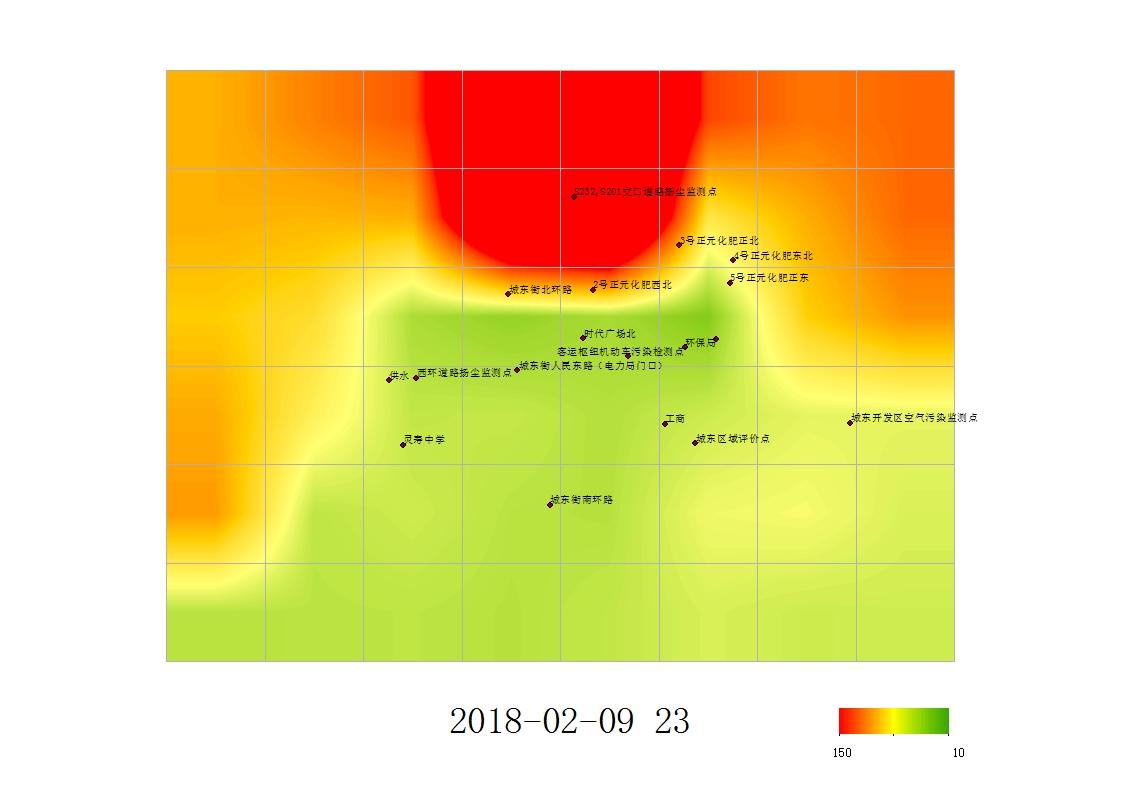 S232,S201交口道路扬尘监测点
3号正元化肥正北
4号正元化肥东北
5号正元化肥正东
2号正元化肥西北
城东街北环路
时代广场北
环保局
客运枢纽机动车污染检测点
城东街人民东路（电力局门口）
西环道路扬尘监测点
供水
工商
城东开发区空气污染监测点
城东区域评价点
灵寿中学
城东街南环路
2018-02-09 23
150
10